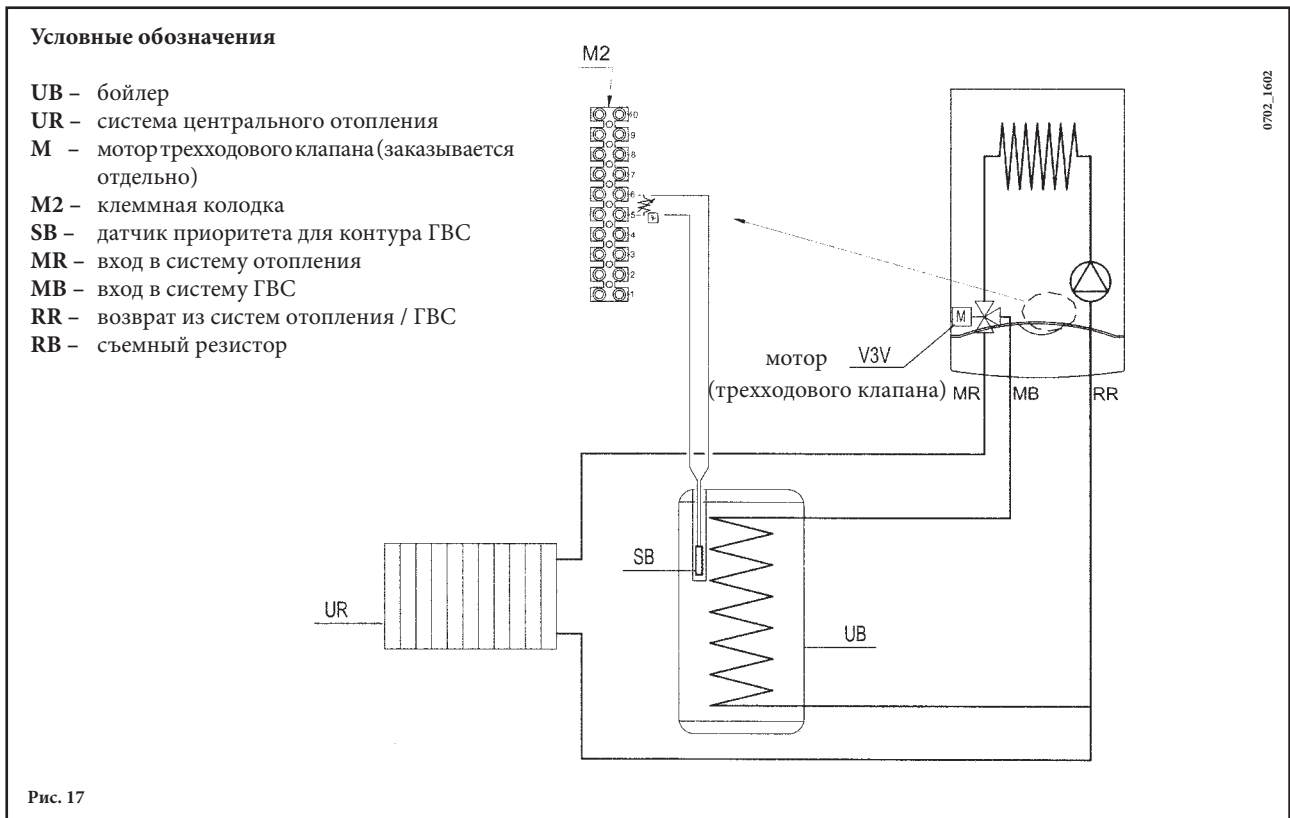 Условные обозначения
UB – бойлер
UR – система центрального отопления
M – мотор трехходового клапана (заказывается
отдельно)
M2 – клеммная колодка
SB – датчик приоритета для контура ГВС
MR – вход в систему отопления
MB – вход в систему ГВС
RR – возврат из систем отопления / ГВС
RB – съемный резистор
M2
10
9
8
7
6
5
4
3
2
1
0702_1602
M
мотор V3V
(трехходового клапана)
MR MB RR
SB
UR
UB
Рис. 17